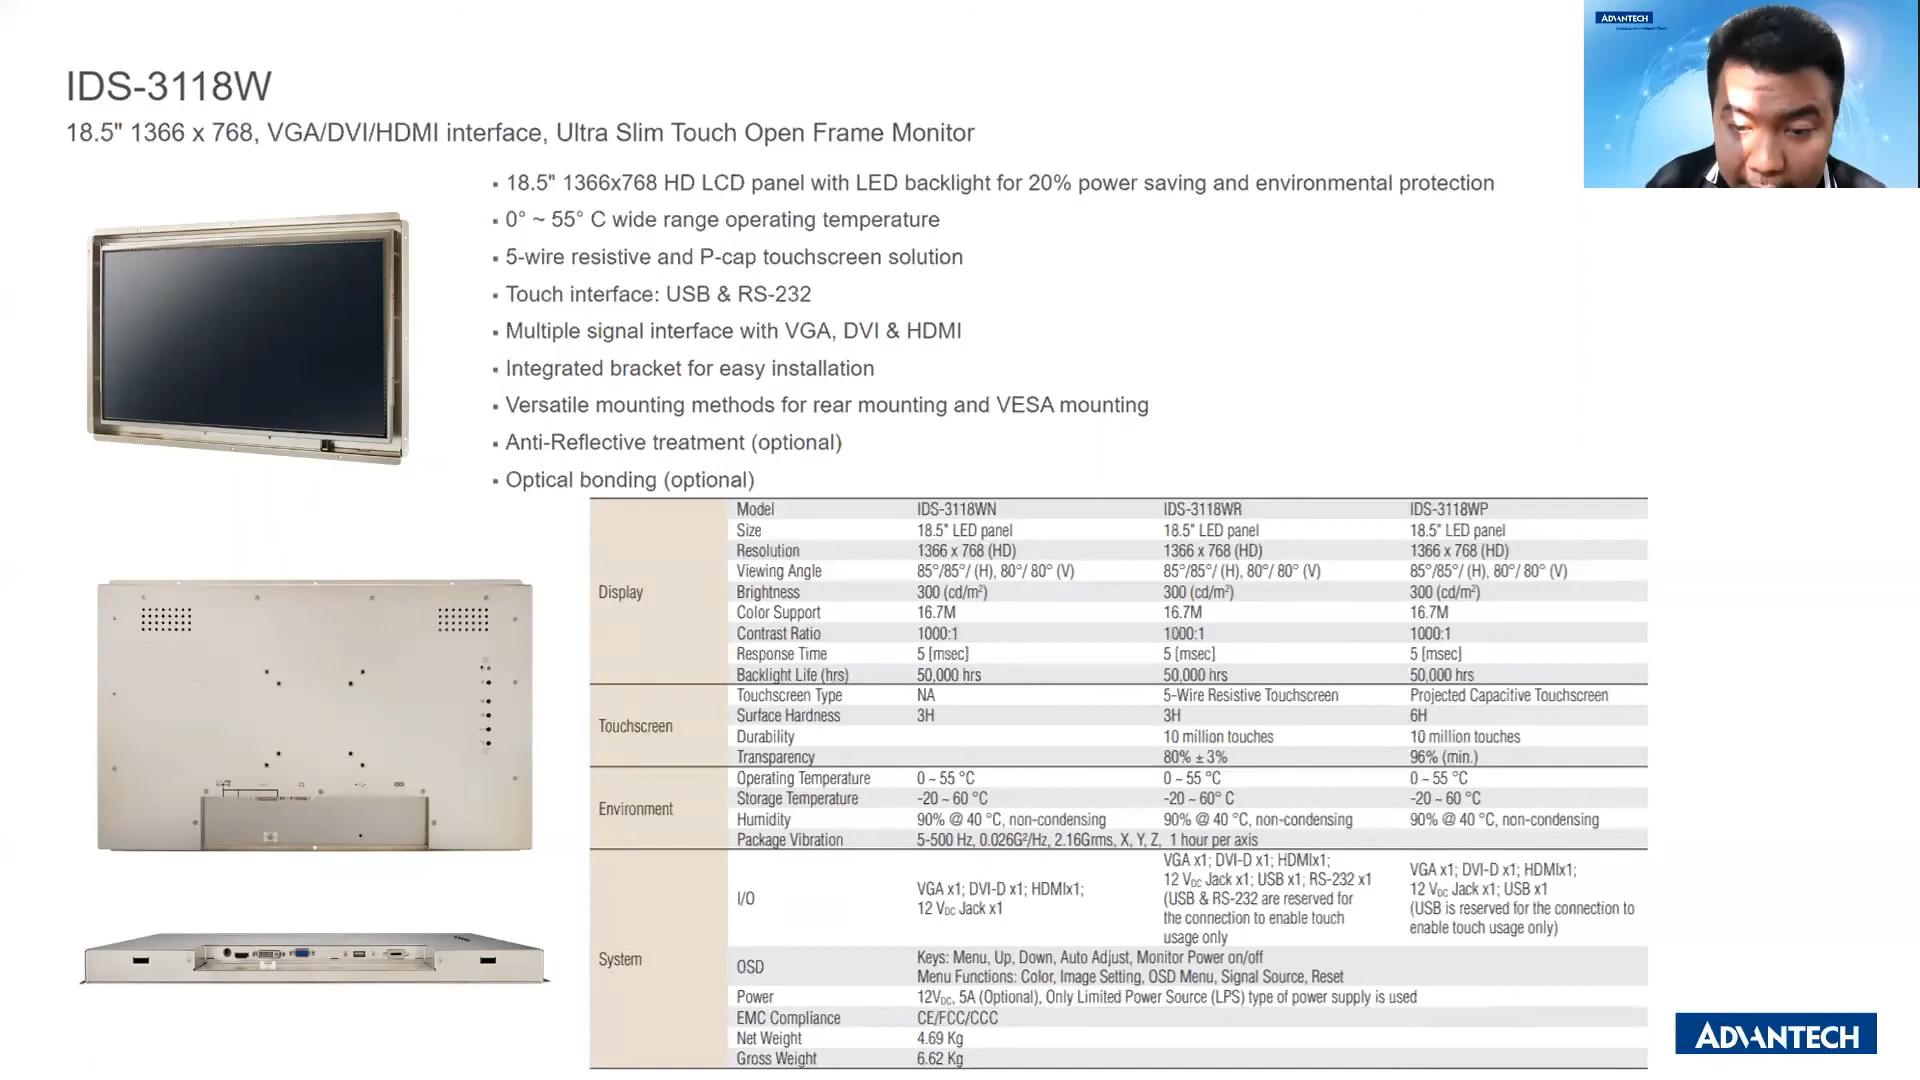 ADVANTECH
IDS-3118W
18.5" 1366 x 768, VGA/DVI/HDMI interface, Ultra Slim Touch Open Frame Monitor
▪ 18.5" 1366x768 HD LCD panel with LED backlight for 20% power saving and environmental protection
▪ 0° ~ 55° C wide range operating temperature
▪ 5-wire resistive and P-cap touchscreen solution
▪ Touch interface: USB & RS-232
▪ Multiple signal interface with VGA, DVI & HDMI
▪ Integrated bracket for easy installation
▪ Versatile mounting methods for rear mounting and VESA mounting
▪ Anti-Reflective treatment (optional)
▪ Optical bonding (optional)
Display
Model IDS-3118WN IDS-3118WR IDS-3118WP
Size 18.5" LED panel 18.5" LED panel 18.5" LED panel
Resolution 1366 x 768 (HD) 1366 x 768 (HD) 1366 x 768 (HD)
Viewing Angle 85°/85°/ (H), 80°/ 80° (V) 85°/85°/ (H), 80°/ 80° (V) 85°/85°/ (H), 80°/ 80° (V)
Brightness 300 (cd/m²) 300 (cd/m²) 300 (cd/m²)
Color Support 16.7M 16.7M 16.7M
Contrast Ratio 1000:1 1000:1 1000:1
Response Time 5 [msec] 5 [msec] 5 [msec]
Backlight Life (hrs) 50,000 hrs 50,000 hrs 50,000 hrs
Touchscreen
Touchscreen Type NA 5-Wire Resistive Touchscreen Projected Capacitive Touchscreen
Surface Hardness 3H 3H 6H
Durability 10 million touches 10 million touches
Transparency 80% ± 3% 96% (min.)
Environment
Operating Temperature 0 ~ 55 °C 0 ~ 55 °C 0 ~ 55 °C
Storage Temperature -20 ~ 60 °C -20 ~ 60° C -20 ~ 60 °C
Humidity 90% @ 40 °C, non-condensing 90% @ 40 °C, non-condensing 90% @ 40 °C, non-condensing
Package Vibration 5-500 Hz, 0.026G²/Hz, 2.16Grms, X, Y, Z, 1 hour per axis
System
I/O
VGA x1; DVI-D x1; HDMIx1;
12 VDC Jack x1
VGA x1; DVI-D x1; HDMIx1;
12 VDC Jack x1; USB x1; RS-232 x1
(USB & RS-232 are reserved for
the connection to enable touch
usage only
VGA x1; DVI-D x1; HDMIx1;
12 VDC Jack x1; USB x1
(USB is reserved for the connection to
enable touch usage only)
OSD
Keys: Menu, Up, Down, Auto Adjust, Monitor Power on/off
Menu Functions: Color, Image Setting, OSD Menu, Signal Source, Reset
Power 12VDC, 5A (Optional), Only Limited Power Source (LPS) type of power supply is used
EMC Compliance CE/FCC/CCC
Net Weight 4.69 Kg
Gross Weight 6.62 Kg
ADVANTECH